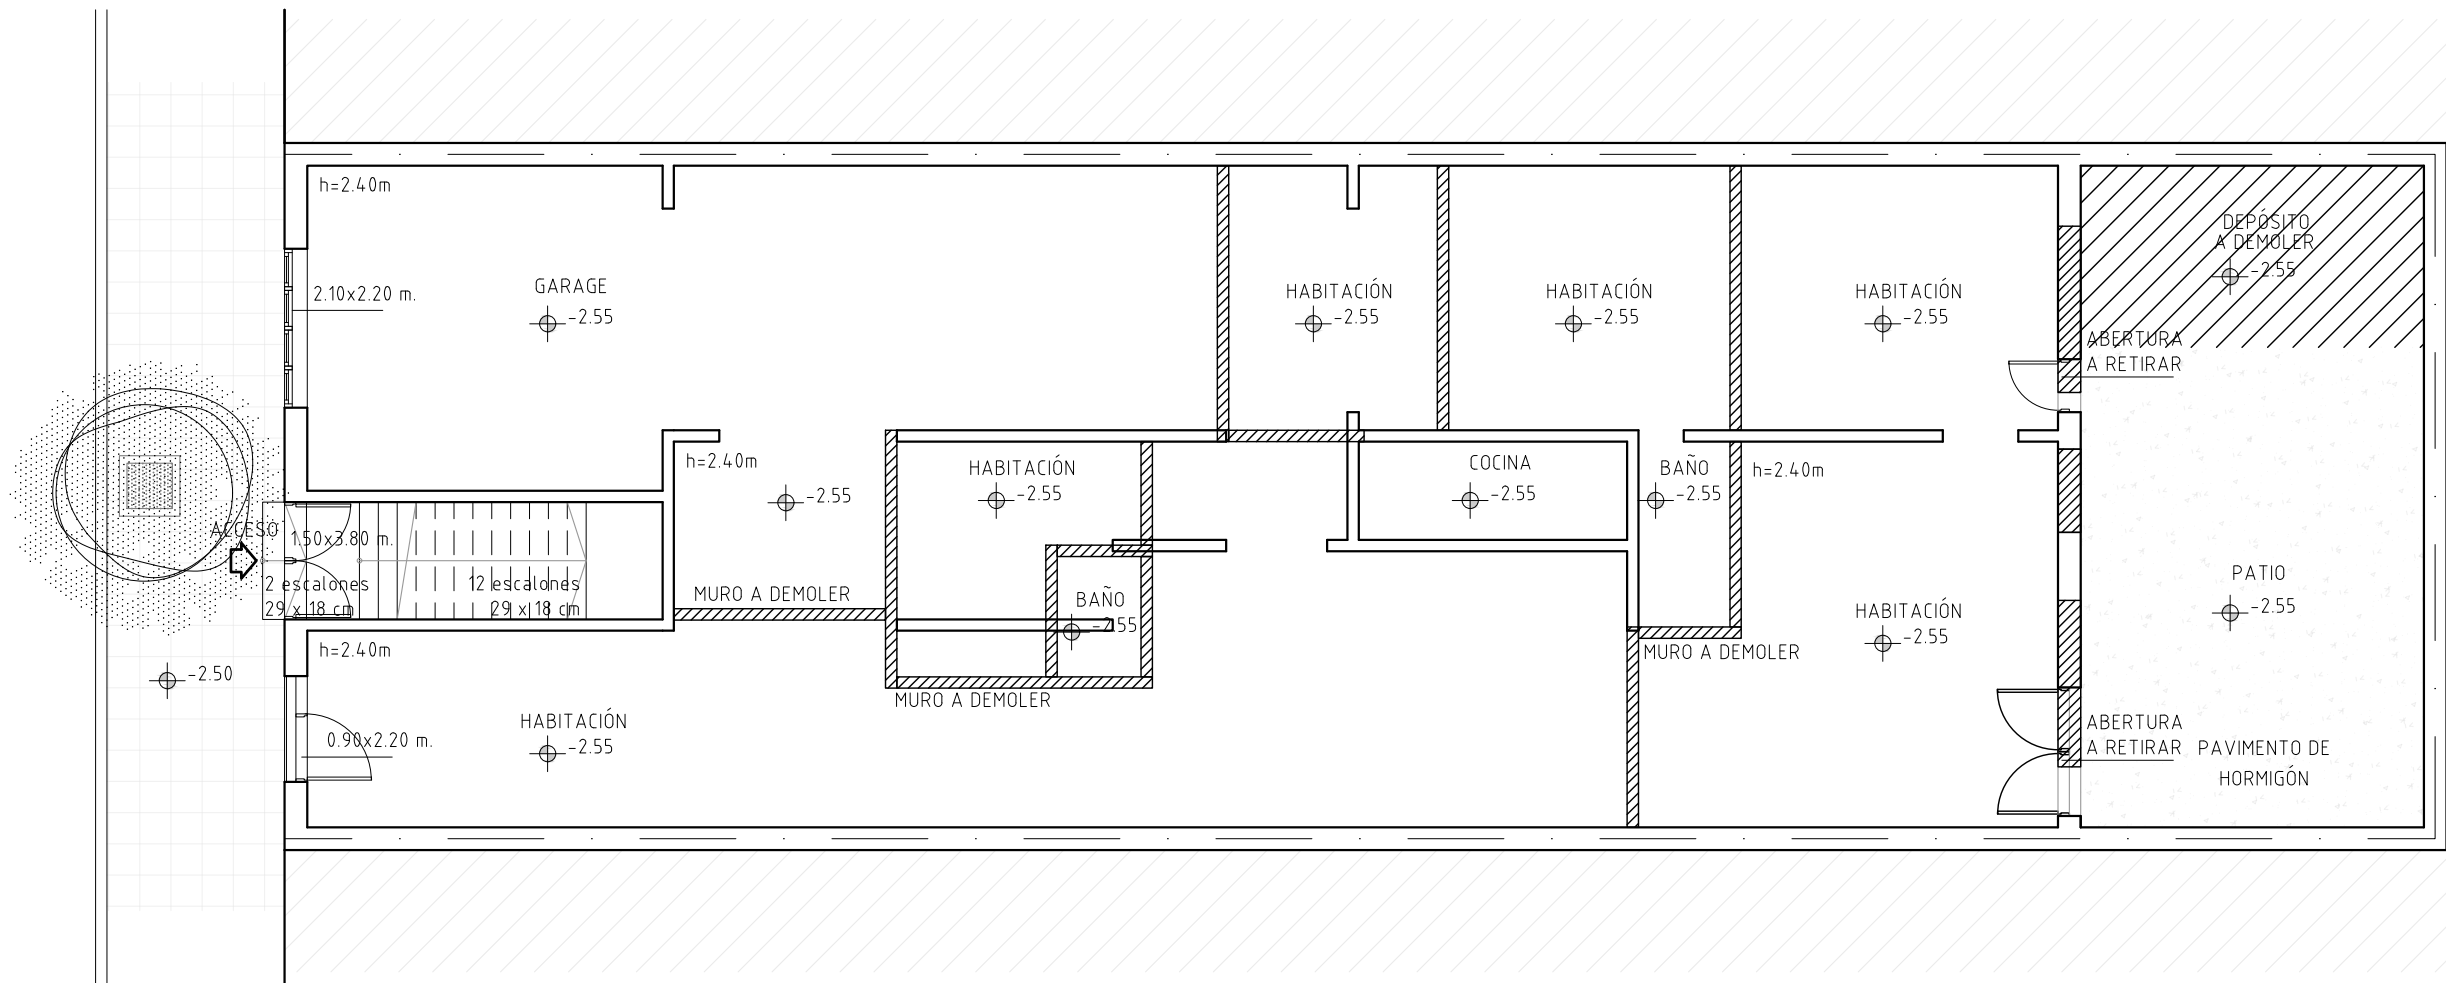 h=2.40m
2.10x2.20 m.
GARAGE
-2.55
HABITACIÓN
-2.55
HABITACIÓN
-2.55
HABITACIÓN
-2.55
DEPÓSITO
A DEMOLER
-2.55
ABERTURA
A RETIRAR
h=2.40m
-2.55
HABITACIÓN
-2.55
COCINA
-2.55
BAÑO
-2.55
h=2.40m
ACCESO
1.50x3.80 m.
2 escalones
29 x 18 cm
12 escalones
29 x 18 cm
MURO A DEMOLER
BAÑO
-2.55
HABITACIÓN
-2.55
PATIO
-2.55
h=2.40m
-2.50
MURO A DEMOLER
MURO A DEMOLER
HABITACIÓN
-2.55
0.90x2.20 m.
ABERTURA
A RETIRAR
PAVIMENTO DE
HORMIGÓN